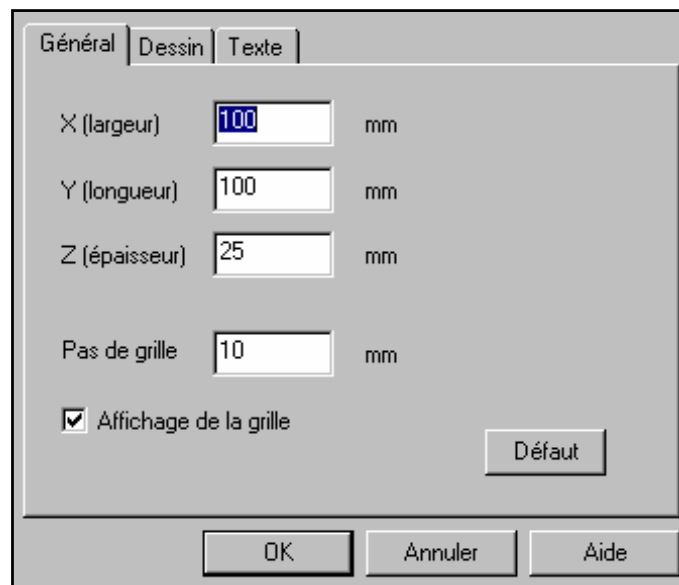 Général Dessin Texte
X (largeur) 100 mm
Y (longueur) 100 mm
Z (épaisseur) 25 mm
Pas de grille 10 mm
Affichage de la grille
Défaut
OK Annuler Aide